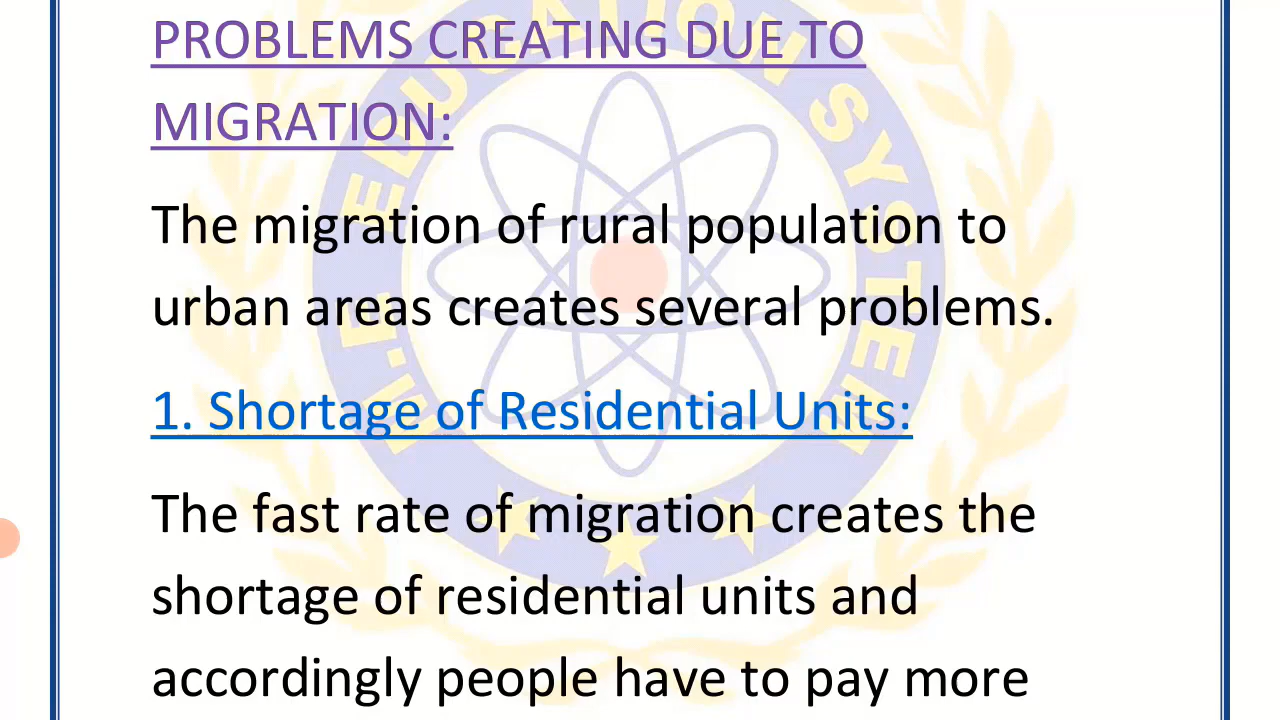 PROBLEMS CREATING DUE TO
MIGRATION:
The migration of rural population to
urban areas creates several problems.
1. Shortage of Residential Units:
The fast rate of migration creates the
shortage of residential units and
accordingly people have to pay more
EDUCATION SYSTEM